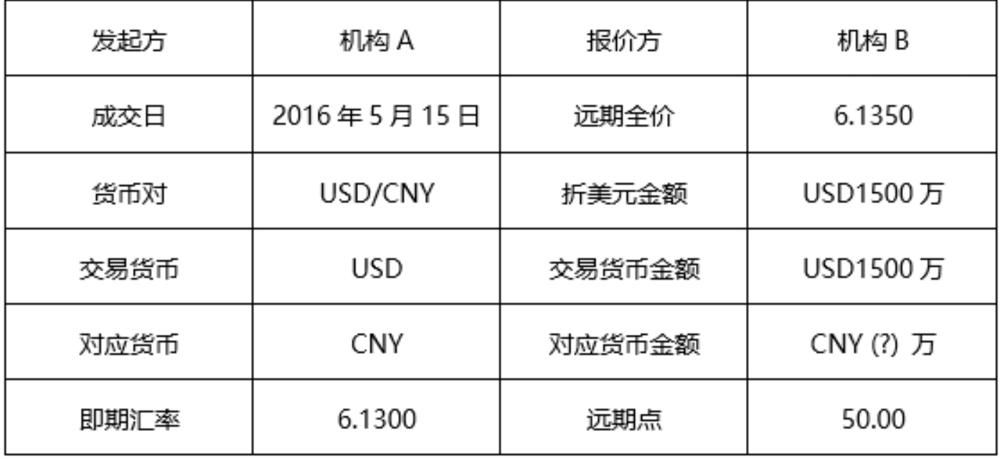 发起方 机构 A 报价方 机构 B
成交日 2016 年 5 月 15 日 远期全价 6.1350
货币对 USD/CNY 折美元金额 USD1500 万
交易货币 USD 交易货币金额 USD1500 万
对应货币 CNY 对应货币金额 CNY (?) 万
即期汇率 6.1300 远期点 50.00